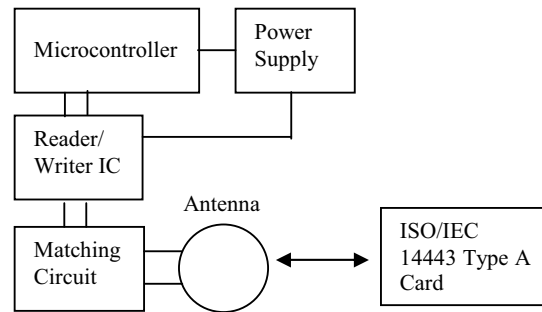 Microcontroller
Power
Supply
Reader/
Writer IC
Antenna
Matching
Circuit
ISO/IEC
14443 Type A
Card